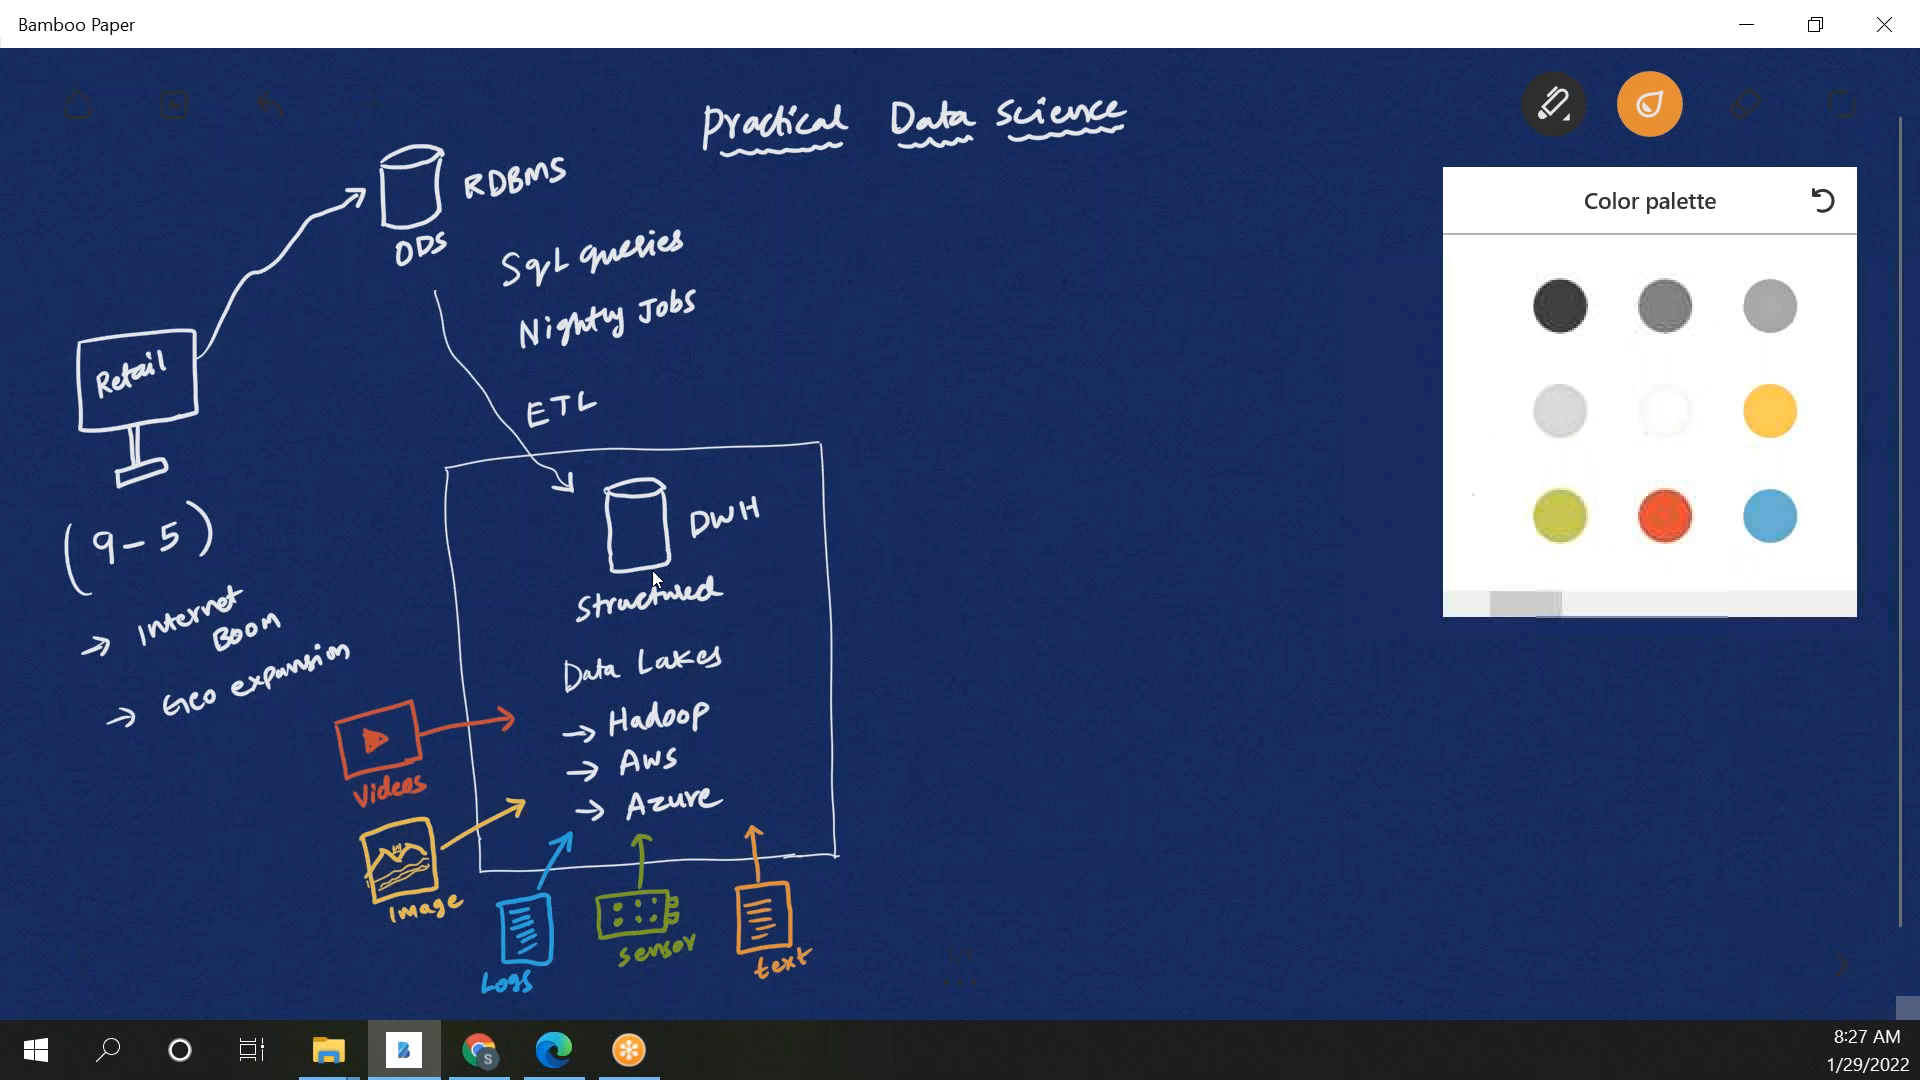 Bamboo Paper
Practical Data Science
RDBMS
ODS
SqL queries
Nightly Jobs
ETL
Retail
(9-5)
→ Internet
Boom
→ Geo expansion
DWH
Structured
Data Lakes
→ Hadoop
→ AWS
→ Azure
Videos
Image
Logs
sensor
text
Color palette
S
8:27 AM
1/29/2022